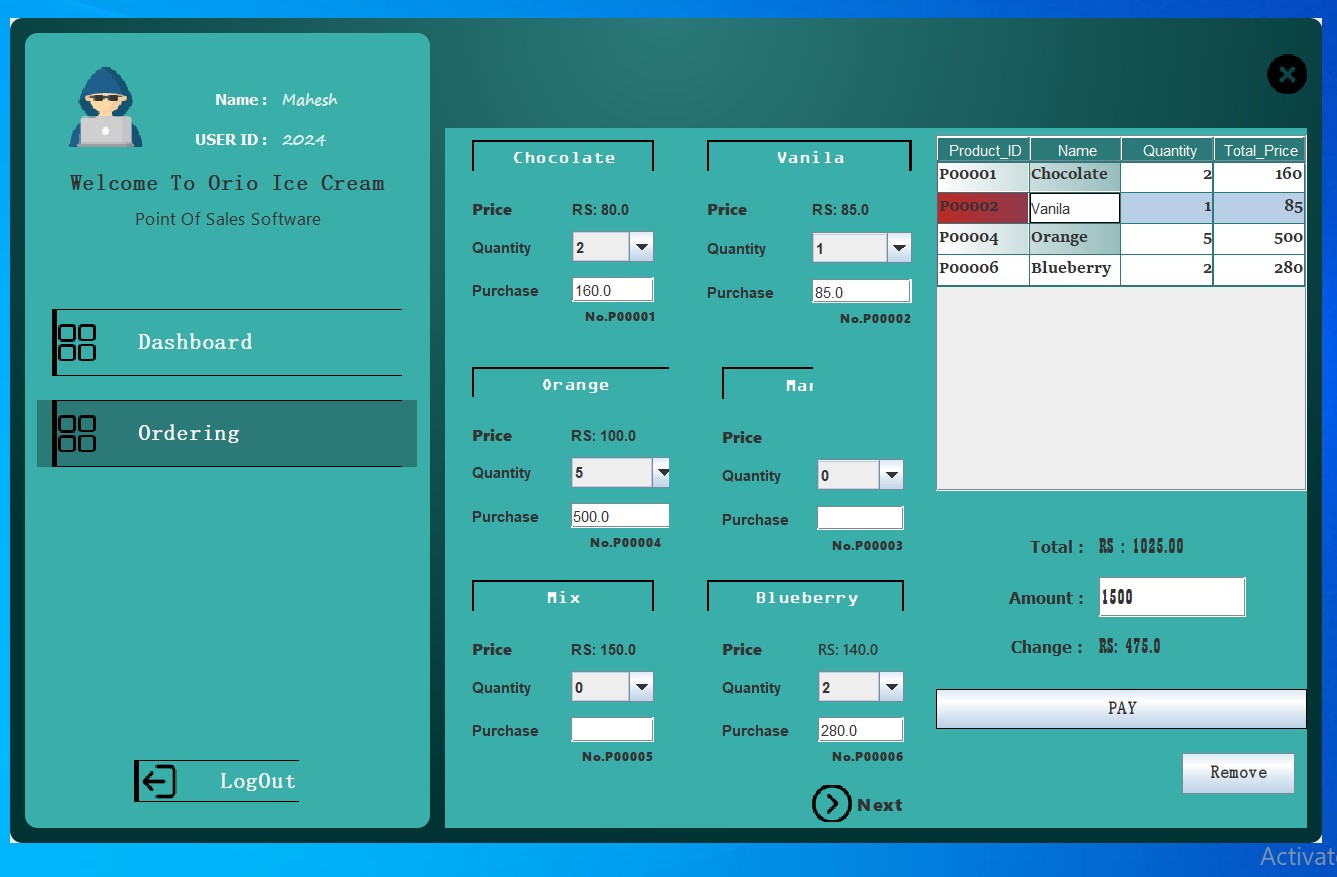 Name : Mahesh
USER ID : 2024
Welcome To Orio Ice Cream
Point Of Sales Software
Dashboard
Ordering
LogOut
Chocolate
Price RS: 80.0
Quantity 2
Purchase 160.0
No.P00001
Vanila
Price RS: 85.0
Quantity 1
Purchase 85.0
No.P00002
Orange
Price RS: 100.0
Quantity 5
Purchase 500.0
No.P00004
Price
Quantity 0
Purchase
No.P00003
Mix
Price RS: 150.0
Quantity 0
Purchase
No.P00005
Blueberry
Price RS: 140.0
Quantity 2
Purchase 280.0
No.P00006
Next
Product_ID Name Quantity Total_Price
P00001 Chocolate 2 160
P00002 Vanila 1 85
P00004 Orange 5 500
P00006 Blueberry 2 280
Total : RS : 1025.00
Amount : 1500
Change : RS: 475.0
PAY
Remove